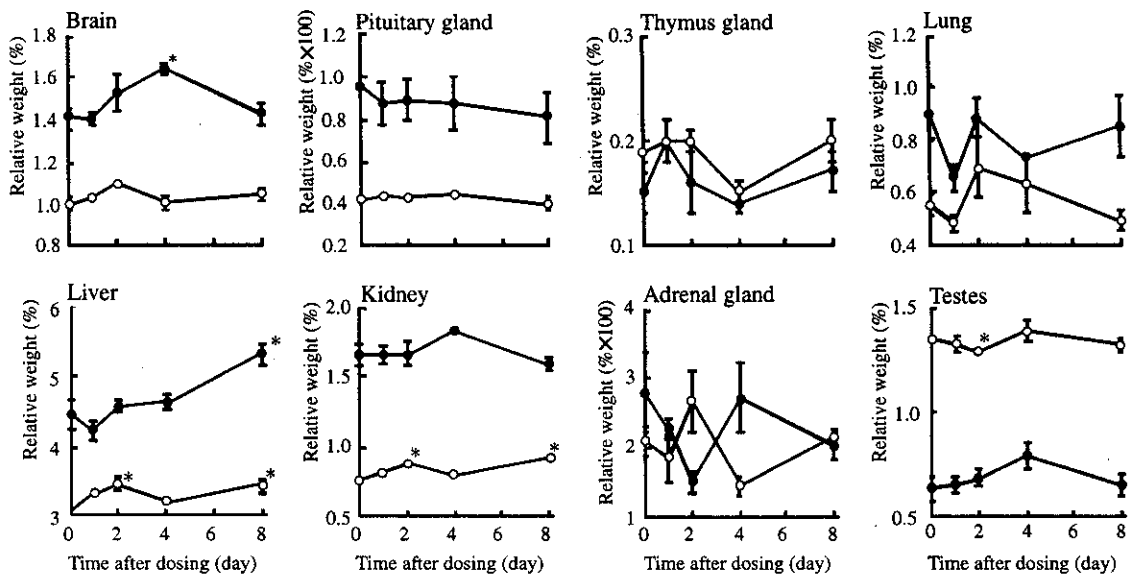 Brain
Relative weight (%)
1.8
1.6
1.4
1.2
1.0
0.8
*
Pituitary gland
Relative weight (%×100)
1.2
1.0
0.8
0.6
0.4
0.2
Thymus gland
Relative weight (%)
0.3
0.2
0.1
Lung
Relative weight (%)
1.2
1.0
0.8
0.6
0.4
Liver
Relative weight (%)
6
5
4
3
*
*
*
0 2 4 6 8
Time after dosing (day)
Kidney
Relative weight (%)
2.0
1.5
1.0
0.5
*
*
0 2 4 6 8
Time after dosing (day)
Adrenal gland
Relative weight (%×100)
4
3
2
1
0 2 4 6 8
Time after dosing (day)
Testes
Relative weight (%)
1.5
1.0
0.5
*
0 2 4 6 8
Time after dosing (day)